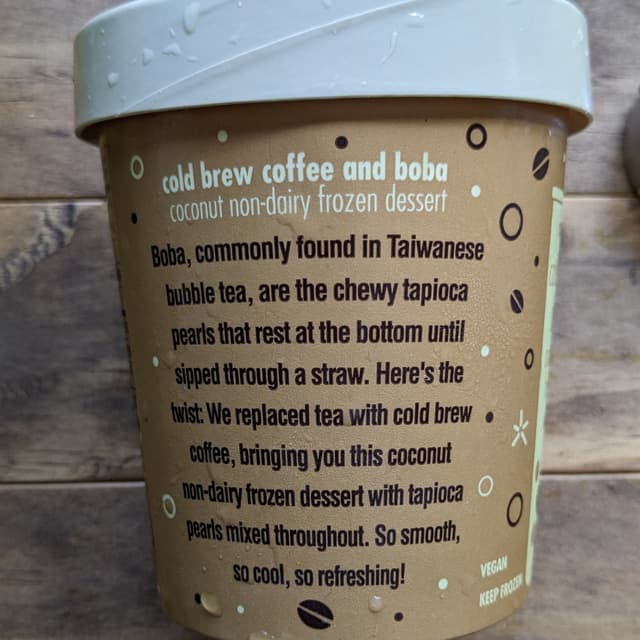 cold brew coffee and boba
coconut non-dairy frozen dessert
Boba, commonly found in Taiwanese
bubble tea, are the chewy tapioca
pearls that rest at the bottom until
sipped through a straw. Here's the
twist: We replaced tea with cold brew
coffee, bringing you this coconut
non-dairy frozen dessert with tapioca
pearls mixed throughout. So smooth,
so cool, so refreshing!
VEGAN
KEEP FROZEN